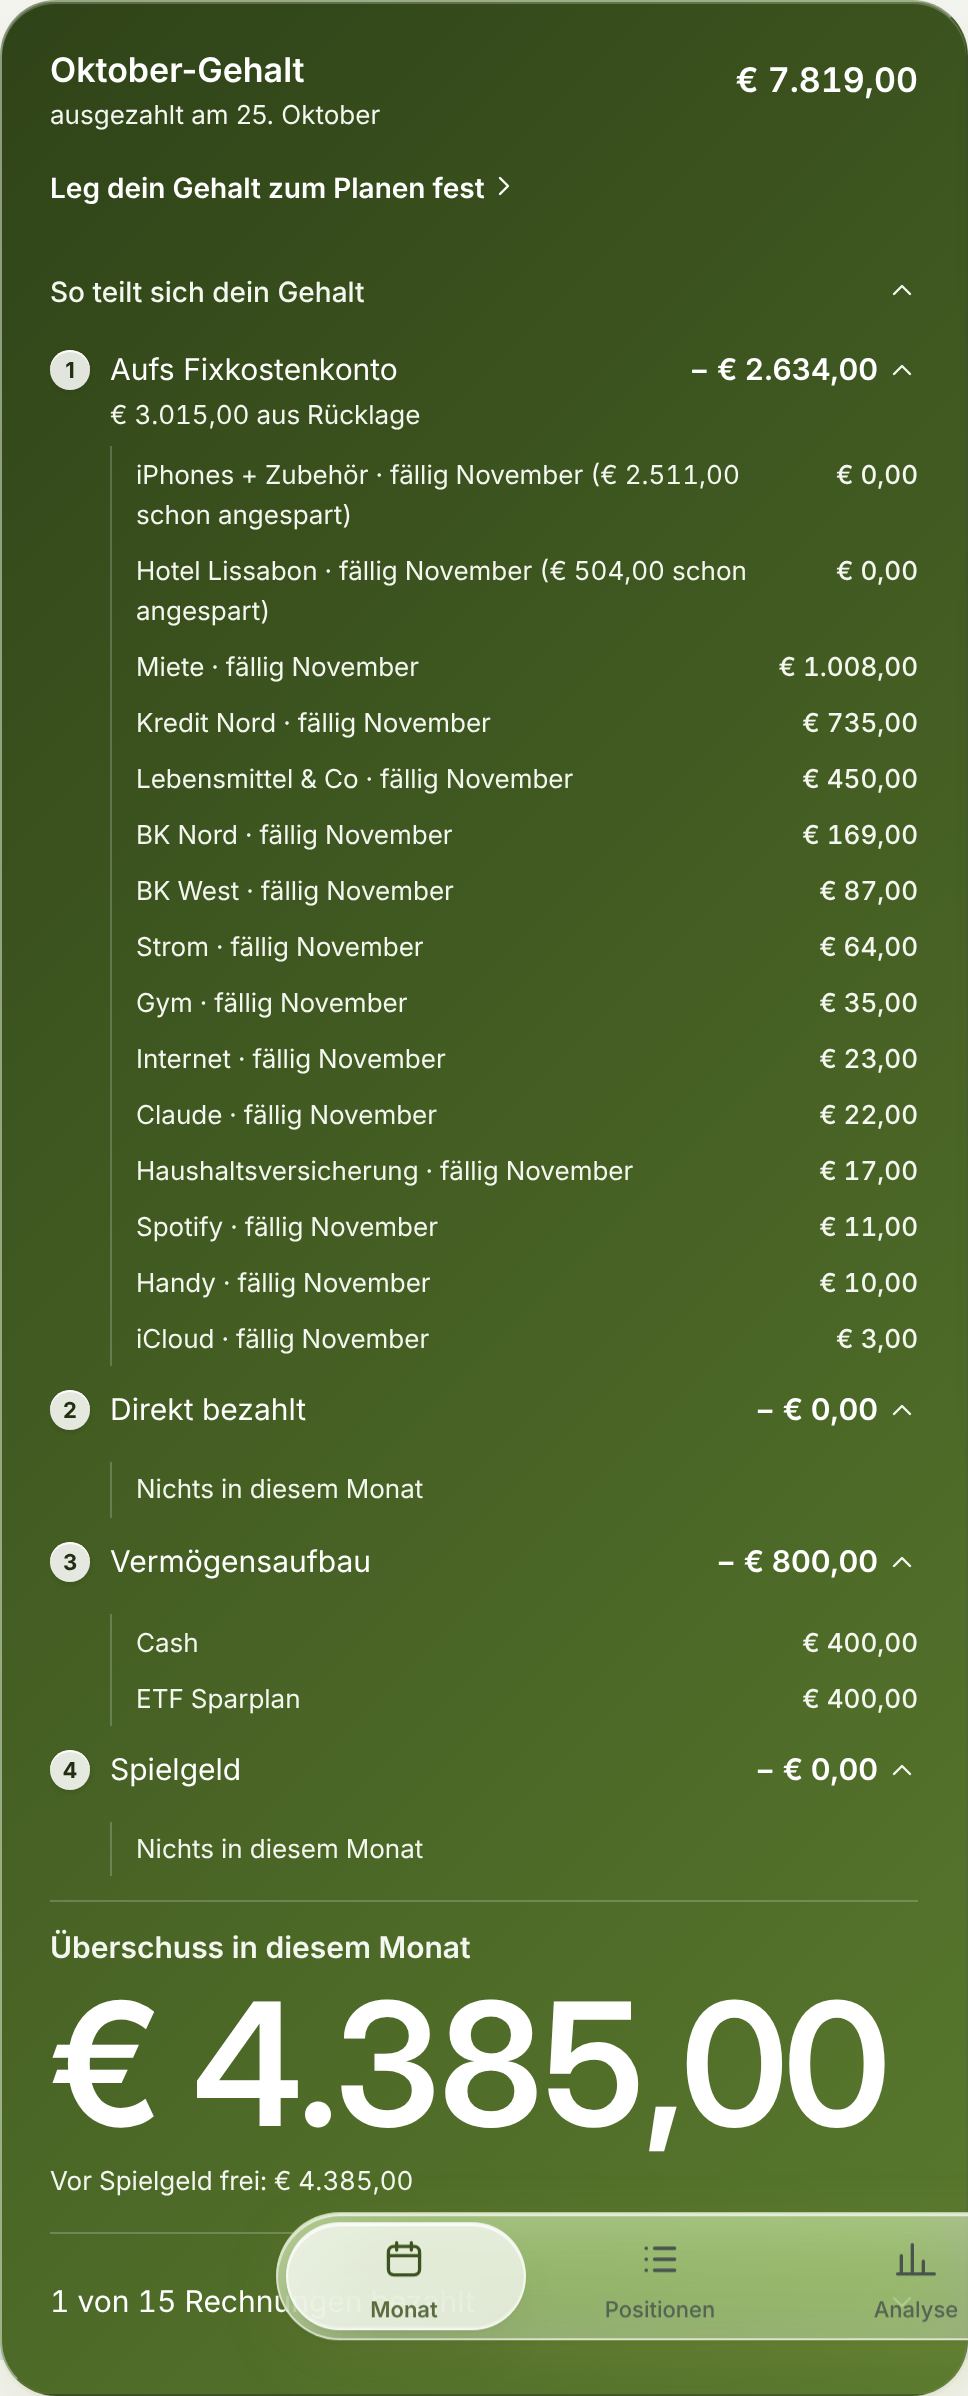 Oktober-Gehalt
€ 7.819,00
ausgezahlt am 25. Oktober
Leg dein Gehalt zum Planen fest
So teilt sich dein Gehalt
1 Aufs Fixkostenkonto – € 2.634,00
€ 3.015,00 aus Rücklage
iPhones + Zubehör · fällig November (€ 2.511,00 € 0,00
schon angespart)
Hotel Lissabon · fällig November (€ 504,00 schon € 0,00
angespart)
Miete · fällig November € 1.008,00
Kredit Nord · fällig November € 735,00
Lebensmittel & Co · fällig November € 450,00
BK Nord · fällig November € 169,00
BK West · fällig November € 87,00
Strom · fällig November € 64,00
Gym · fällig November € 35,00
Internet · fällig November € 23,00
Claude · fällig November € 22,00
Haushaltsversicherung · fällig November € 17,00
Spotify · fällig November € 11,00
Handy · fällig November € 10,00
iCloud · fällig November € 3,00
2 Direkt bezahlt – € 0,00
Nichts in diesem Monat
3 Vermögensaufbau – € 800,00
Cash € 400,00
ETF Sparplan € 400,00
4 Spielgeld – € 0,00
Nichts in diesem Monat
Überschuss in diesem Monat
€ 4.385,00
Vor Spielgeld frei: € 4.385,00
1 von 15 Rechnungen bezahlt
Monat Positionen Analyse